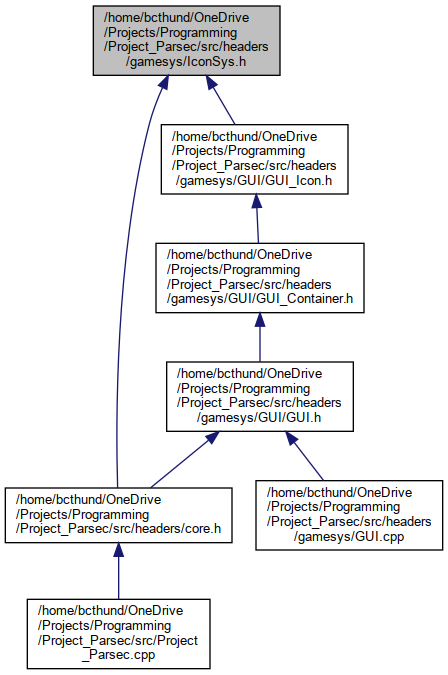 /home/bcthund/OneDrive
/Projects/Programming
/Project_Parsec/src/headers
/gamesys/IconSys.h
/home/bcthund/OneDrive
/Projects/Programming
/Project_Parsec/src/headers
/gamesys/GUI/GUI_Icon.h
/home/bcthund/OneDrive
/Projects/Programming
/Project_Parsec/src/headers
/gamesys/GUI/GUI_Container.h
/home/bcthund/OneDrive
/Projects/Programming
/Project_Parsec/src/headers
/gamesys/GUI/GUI.h
/home/bcthund/OneDrive
/Projects/Programming
/Project_Parsec/src/headers/core.h
/home/bcthund/OneDrive
/Projects/Programming
/Project_Parsec/src/headers
/gamesys/GUI.cpp
/home/bcthund/OneDrive
/Projects/Programming
/Project_Parsec/src/Project
_Parsec.cpp